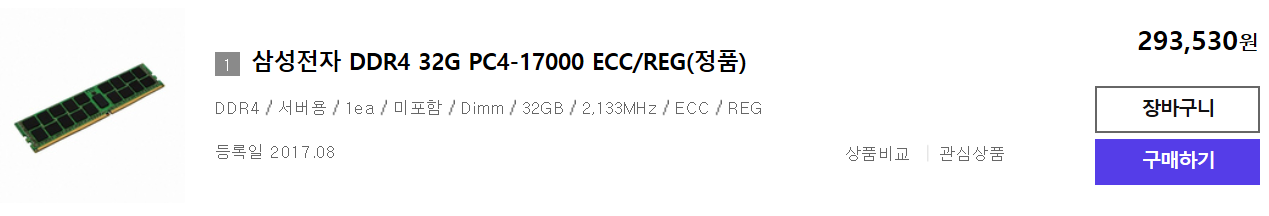 1 삼성전자 DDR4 32G PC4-17000 ECC/REG(정품)
293,530원
DDR4 / 서버용 / 1ea / 미포함 / Dimm / 32GB / 2,133MHz / ECC / REG
장바구니
등록일 2017.08
상품비교 | 관심상품
구매하기